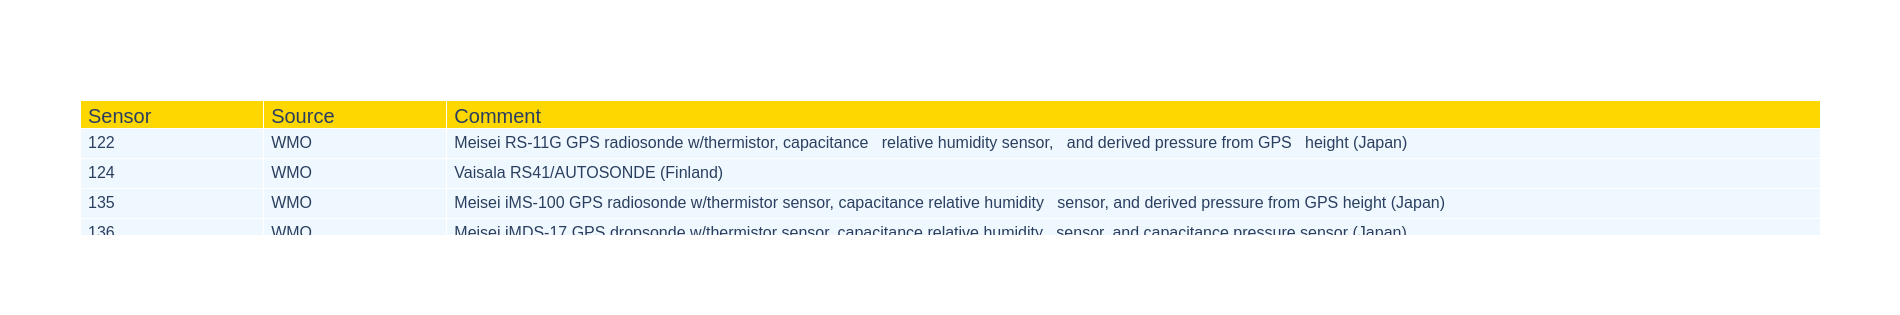 Sensor Source Comment
122 WMO Meisei RS-11G GPS radiosonde w/thermistor, capacitance   relative humidity sensor,   and derived pressure from GPS   height (Japan)
124 WMO Vaisala RS41/AUTOSONDE (Finland)
135 WMO Meisei iMS-100 GPS radiosonde w/thermistor sensor, capacitance relative humidity   sensor, and derived pressure from GPS height (Japan)
136 WMO Meisei iMDS-17 GPS dropsonde w/thermistor sensor, capacitance relative humidity   sensor, and capacitance pressure sensor (Japan)